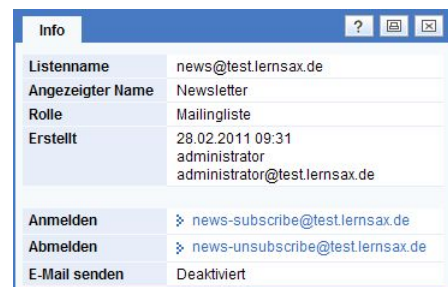 Info ?
Listenname news@test.lernsax.de
Angezeigter Name Newsletter
Rolle Mailingliste
Erstellt 28.02.2011 09:31
administrator
administrator@test.lernsax.de
Anmelden news-subscribe@test.lernsax.de
Abmelden news-unsubscribe@test.lernsax.de
E-Mail senden Deaktiviert